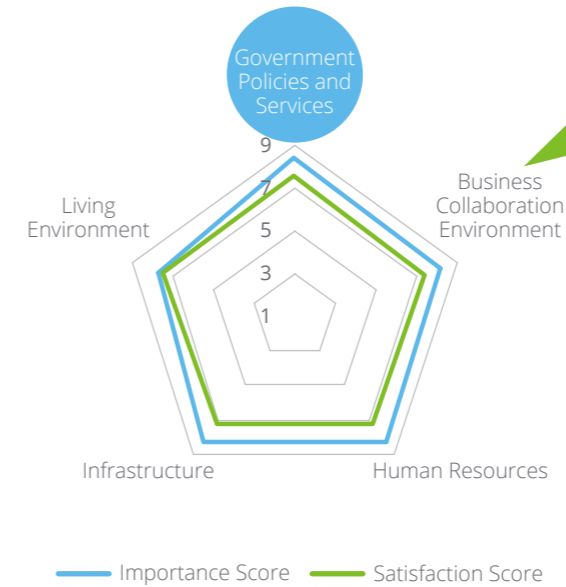 Government
Policies and
Services
9
7
5
3
1
Living
Environment
Business
Collaboration
Environment
Infrastructure
Human Resources
Importance Score
Satisfaction Score